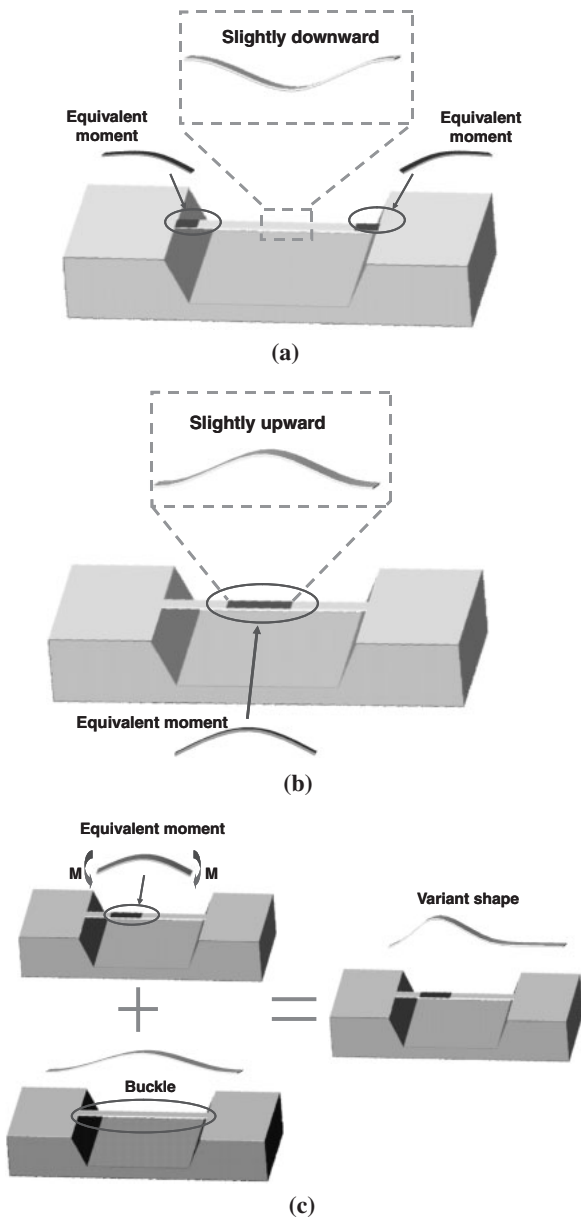 Slightly downward
Equivalent
moment
Equivalent
moment
(a)
Slightly upward
Equivalent moment
(b)
Equivalent moment
M
M
Variant shape
Buckle
(c)